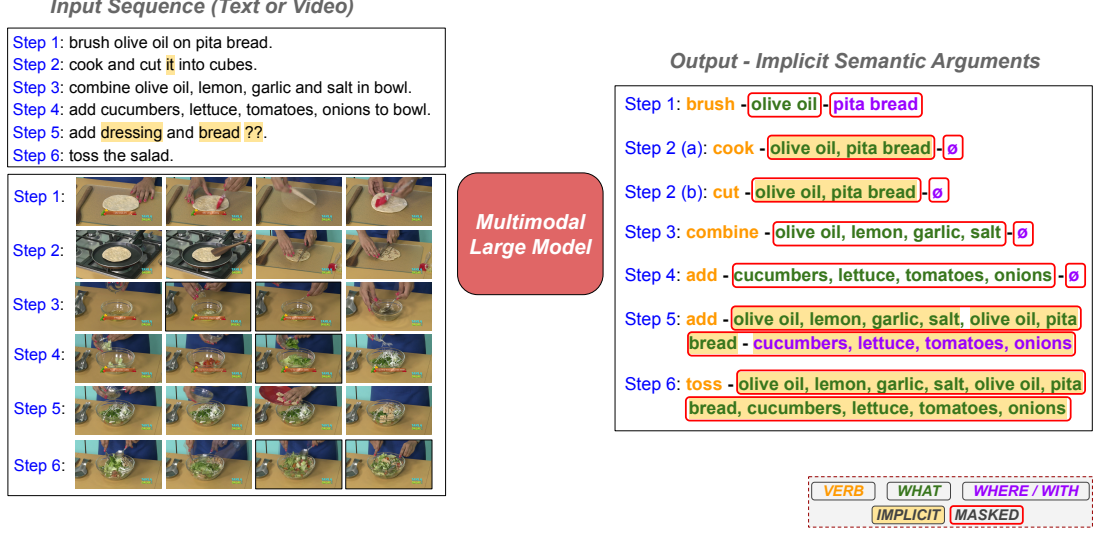 Input Sequence (Text or Video)
Step 1: brush olive oil on pita bread.
Step 2: cook and cut it into cubes.
Step 3: combine olive oil, lemon, garlic and salt in bowl.
Step 4: add cucumbers, lettuce, tomatoes, onions to bowl.
Step 5: add dressing and bread ??.
Step 6: toss the salad.
Step 1:
Step 2:
Step 3:
Step 4:
Step 5:
Step 6:
Multimodal
Large Model
Output - Implicit Semantic Arguments
Step 1: brush - olive oil - pita bread
Step 2 (a): cook - olive oil, pita bread - ø
Step 2 (b): cut - olive oil, pita bread - ø
Step 3: combine - olive oil, lemon, garlic, salt - ø
Step 4: add - cucumbers, lettuce, tomatoes, onions - ø
Step 5: add - olive oil, lemon, garlic, salt, olive oil, pita
bread - cucumbers, lettuce, tomatoes, onions
Step 6: toss - olive oil, lemon, garlic, salt, olive oil, pita
bread, cucumbers, lettuce, tomatoes, onions
VERB WHAT WHERE / WITH
IMPLICIT MASKED